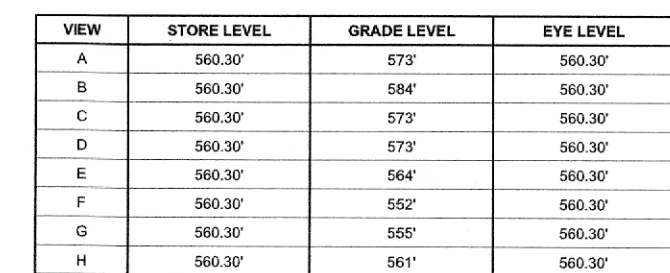 VIEW STORE LEVEL GRADE LEVEL EYE LEVEL
A 560.30' 573' 560.30'
B 560.30' 584' 560.30'
C 560.30' 573' 560.30'
D 560.30' 573' 560.30'
E 560.30' 564' 560.30'
F 560.30' 552' 560.30'
G 560.30' 555' 560.30'
H 560.30' 561' 560.30'